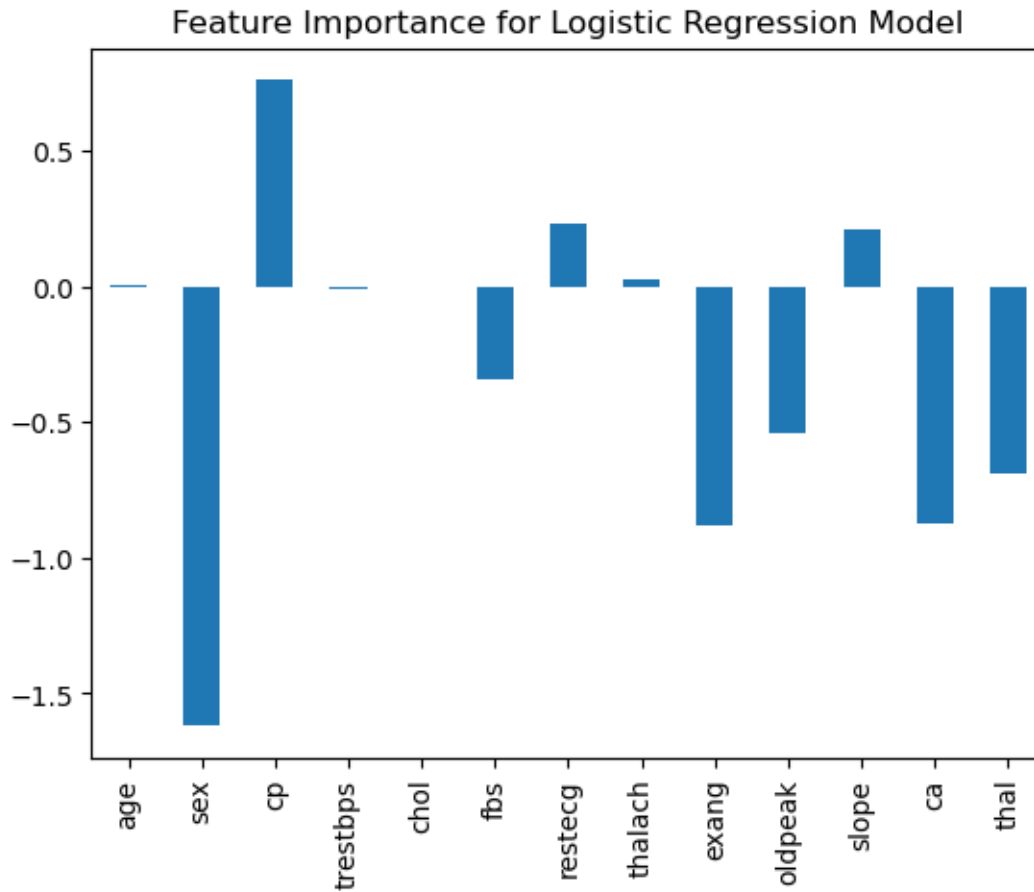 Feature Importance for Logistic Regression Model
0.5
0.0
−0.5
−1.0
−1.5
age
sex
cp
trestbps
chol
fbs
restecg
thalach
exang
oldpeak
slope
ca
thal